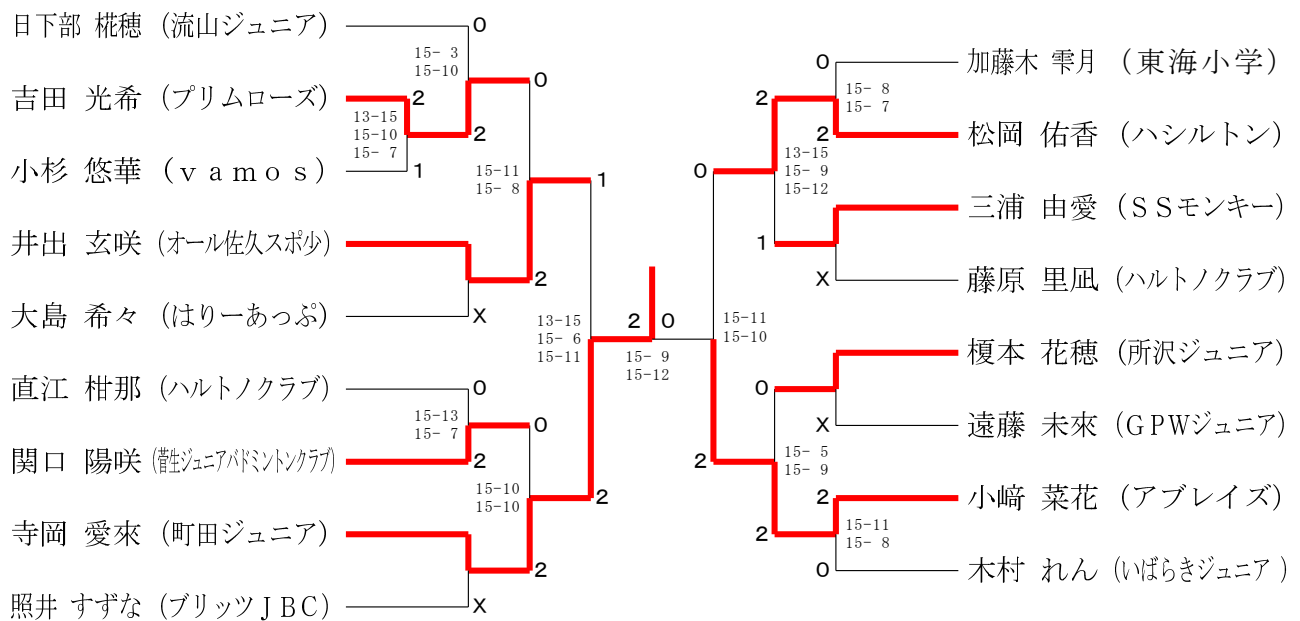 日下部 椛穂 (流山ジュニア)
吉田 光希 (プリムローズ)
小杉 悠華 (ｖａｍｏｓ)
井出 玄咲 (オール佐久スポ少)
大島 希々 (はりーあっぷ)
直江 柑那 (ハルトノクラブ)
関口 陽咲 (菅生ジュニアバドミントンクラブ)
寺岡 愛來 (町田ジュニア)
照井 すずな (ブリッツＪＢＣ)
0
15- 3
15-10
2
13-15
15-10
15- 7
1
2
0
15-11
15- 8
2
X
1
0
15-13
15- 7
2
0
15-10
15-10
2
X
2
13-15
15- 6
15-11
2 0
15- 9
15-12
0
15-11
15-10
2
2
13-15
15- 9
15-12
1
0
15- 8
15- 7
2
X
0
15- 5
15- 9
2
X
2
15-11
15- 8
0
加藤木 雫月 (東海小学)
松岡 佑香 (ハシルトン)
三浦 由愛 (ＳＳモンキー)
藤原 里凪 (ハルトノクラブ)
榎本 花穂 (所沢ジュニア)
遠藤 未來 (ＧＰＷジュニア)
小﨑 菜花 (アブレイズ)
木村 れん (いばらきジュニア )